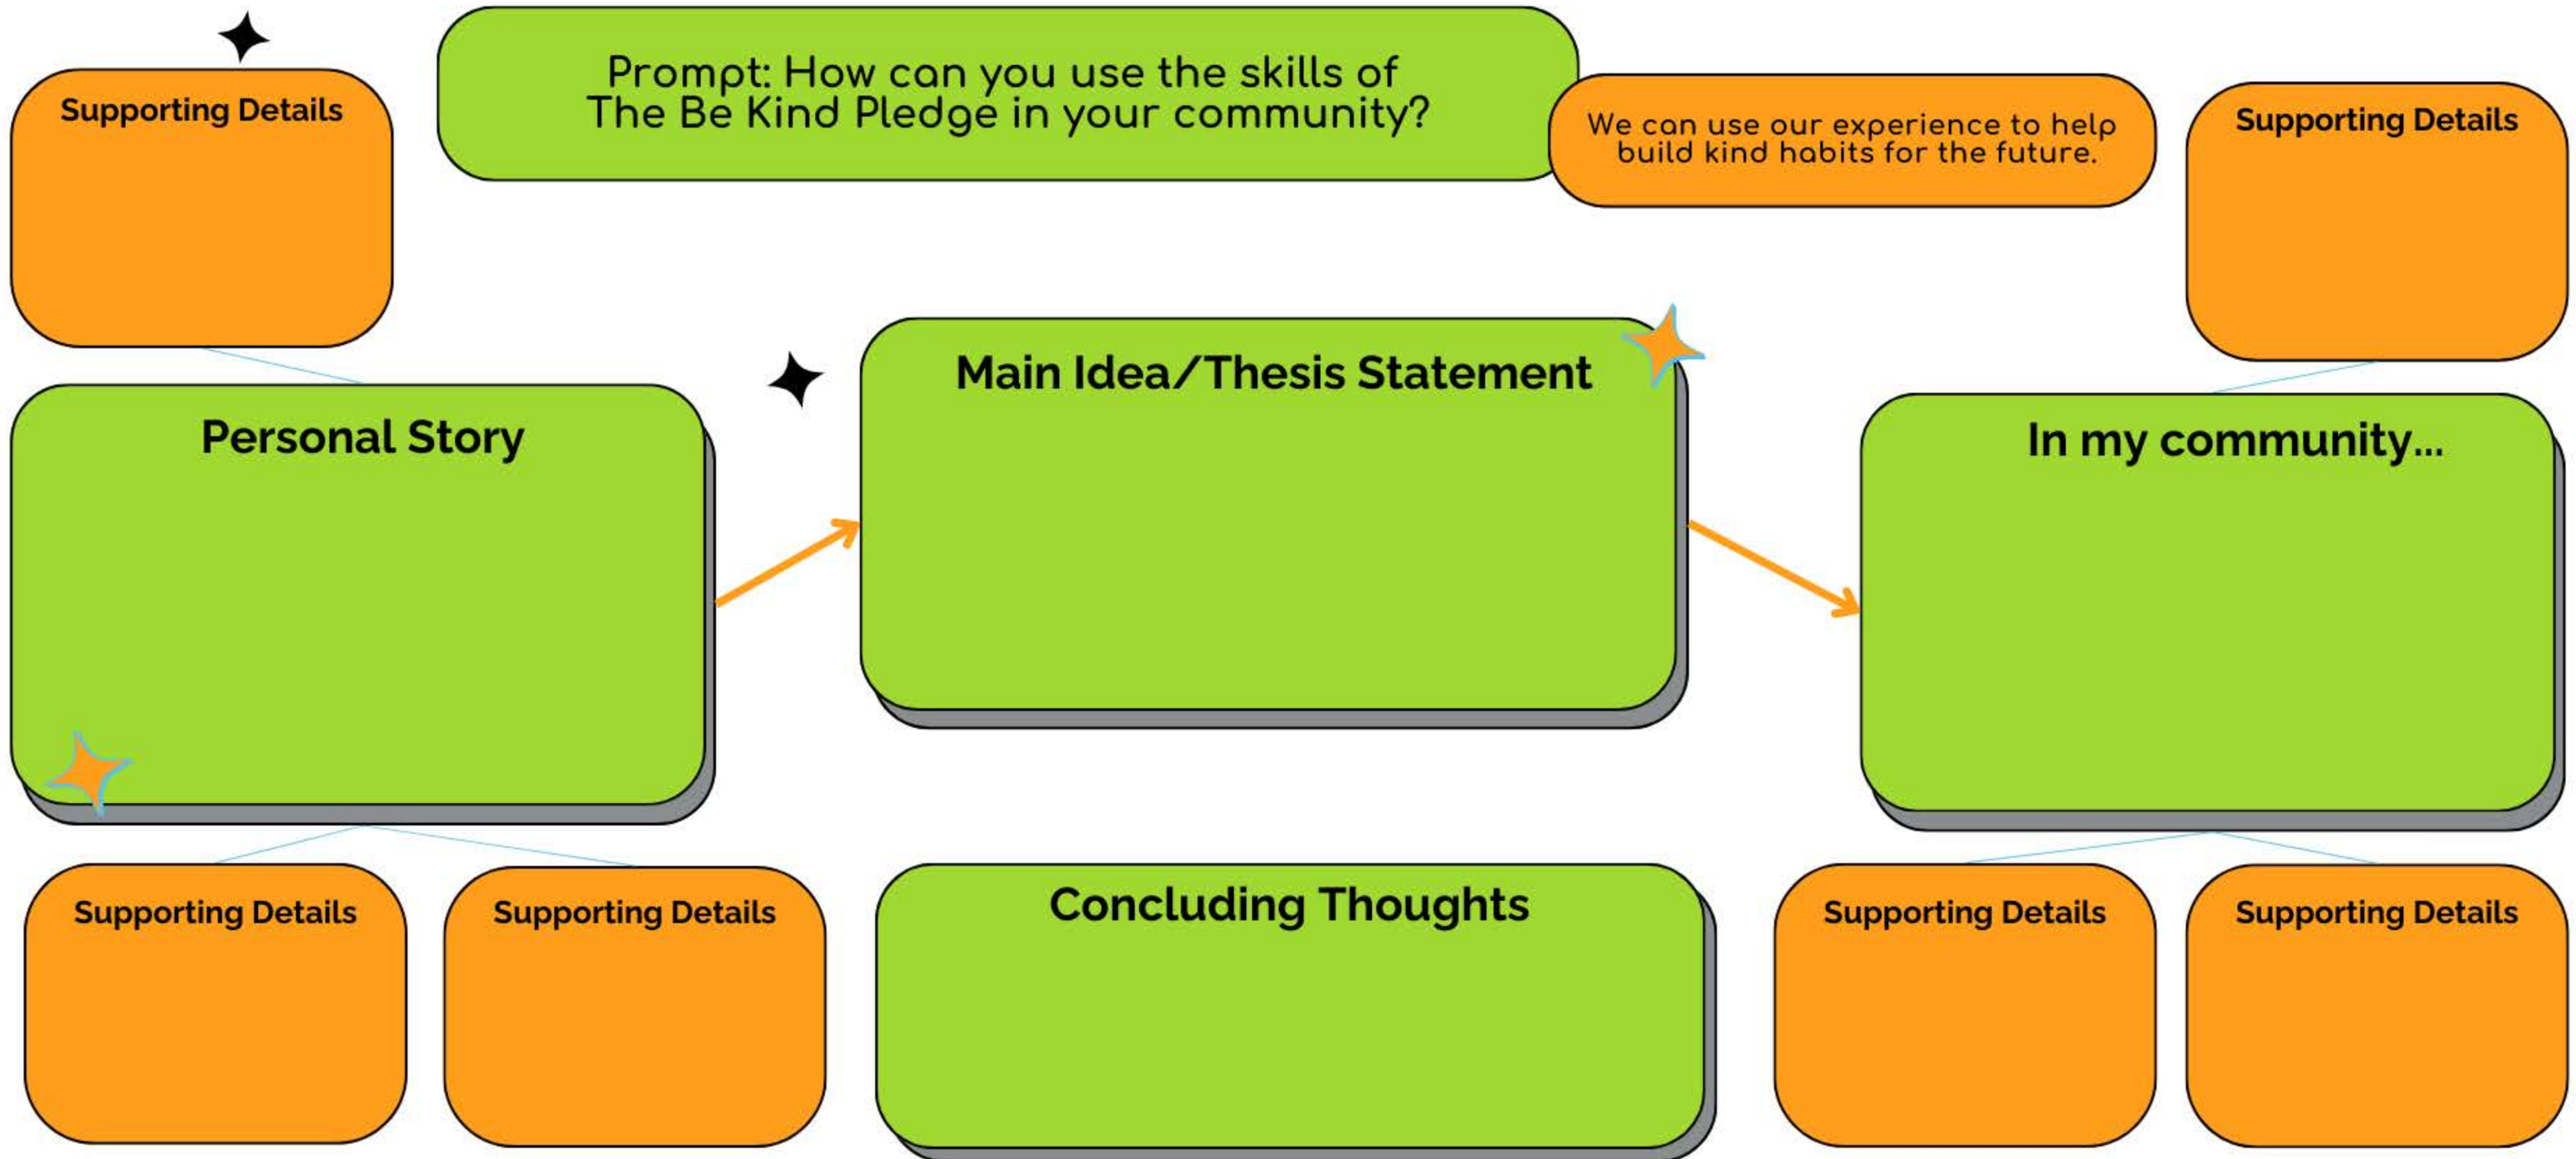 Prompt: How can you use the skills of
The Be Kind Pledge in your community?
We can use our experience to help
build kind habits for the future.
Supporting Details
Supporting Details
Personal Story
Main Idea/Thesis Statement
In my community...
Supporting Details
Supporting Details
Concluding Thoughts
Supporting Details
Supporting Details